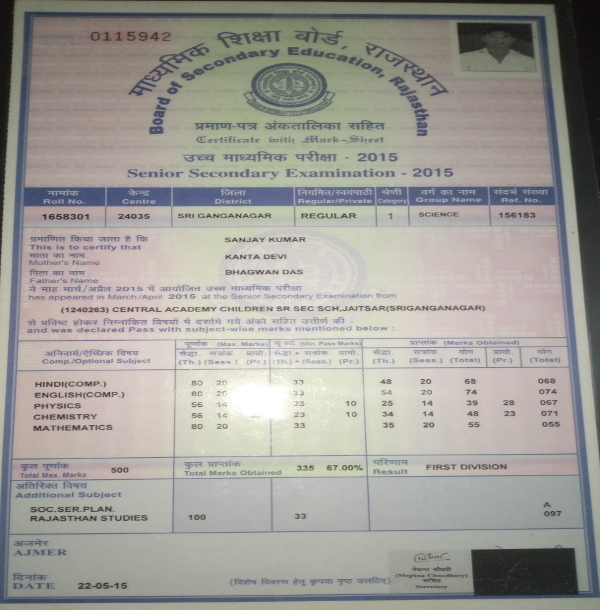 0115942
माध्यमिक शिक्षा बोर्ड, राजस्थान
Board of Secondary Education, Rajasthan
प्रमाण-पत्र अंकतालिका सहित
Certificate with Mark-Sheet
उच्च माध्यमिक परीक्षा - 2015
Senior Secondary Examination - 2015
नामांक केन्द्र जिला नियमित/स्वयंपाठी श्रेणी वर्ग का नाम संदर्भ संख्या
Roll No. Centre District Regular/Private Category Group Name Ref. No.
1658301 24035 SRI GANGANAGAR REGULAR 1 SCIENCE 156183
प्रमाणित किया जाता है कि
This is to certify that SANJAY KUMAR
माता का नाम
Mother's Name KANTA DEVI
पिता का नाम
Father's Name BHAGWAN DAS
ने माह मार्च/अप्रैल 2015 में आयोजित उच्च माध्यमिक परीक्षा
has appeared in March/April 2015 at the Senior Secondary Examination from
(1240263) CENTRAL ACADEMY CHILDREN SR SEC SCH,JAITSAR(SRIGANGANAGAR)
से प्रविष्ट होकर निम्नांकित विषयों में दर्शाये गये अंको सहित उत्तीर्ण की :
and was declared Pass with subject-wise marks mentioned below :
पूर्णांक (Max. Marks) (Min. Pass Marks) प्राप्तांक (Marks Obtained)
अनिवार्य/ऐच्छिक विषय सैद्धा. सत्रांक प्रायो. सैद्धा. + सत्रांक प्रायो. सैद्धा. सत्रांक योग प्रायो. योग
Comp./Optional Subject (Th.) (Sess.) (Pr.) (Th.) + (Sess.) (Pr.) (Th.) (Sess.) (Total) (Pr.) (Total)
HINDI(COMP.) 80 20 33 48 20 68 068
ENGLISH(COMP.) 80 20 33 54 20 74 074
PHYSICS 56 14 23 10 25 14 39 28 067
CHEMISTRY 56 14 23 10 34 14 48 23 071
MATHEMATICS 80 20 33 35 20 55 055
कुल पूर्णांक कुल प्राप्तांक परिणाम
Total Max. Marks 500 Total Marks Obtained 335 67.00% Result FIRST DIVISION
अतिरिक्त विषय
Additional Subject
SOC.SER.PLAN. A
RAJASTHAN STUDIES 100 33 097
अजमेर
AJMER
दिनांक
DATE 22-05-15
(विशेष विवरण हेतु कृपया पृष्ठ उलटिए)
मेघना चौधरी
(Meghna Choudhary)
सचिव
Secretary